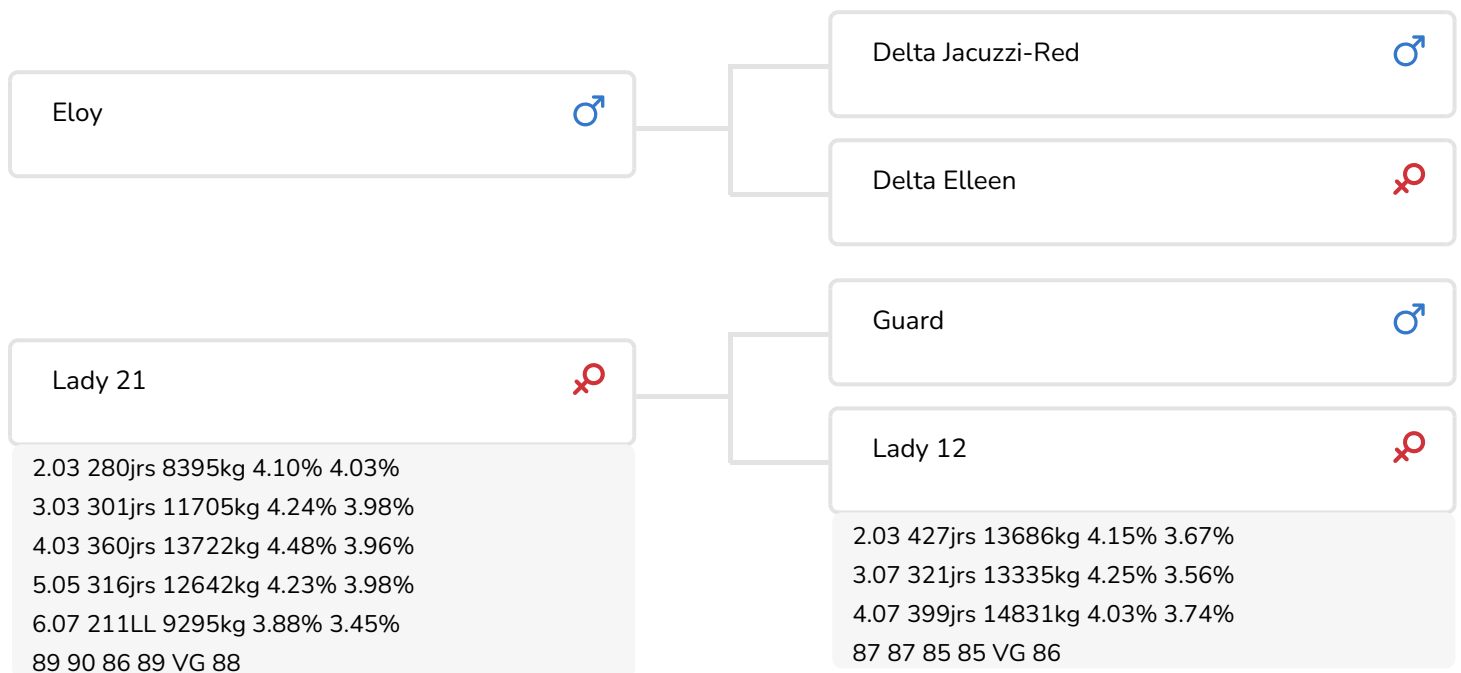 Eloy
Delta Jacuzzi-Red
Delta Elleen
Lady 21
2.03 280jrs 8395kg 4.10% 4.03%
3.03 301jrs 11705kg 4.24% 3.98%
4.03 360jrs 13722kg 4.48% 3.96%
5.05 316jrs 12642kg 4.23% 3.98%
6.07 211LL 9295kg 3.88% 3.45%
89 90 86 89 VG 88
Guard
Lady 12
2.03 427jrs 13686kg 4.15% 3.67%
3.07 321jrs 13335kg 4.25% 3.56%
4.07 399jrs 14831kg 4.03% 3.74%
87 87 85 85 VG 86